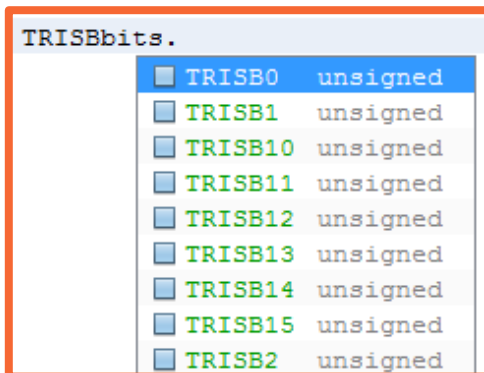 TRISBbits.
TRISB0 unsigned
TRISB1 unsigned
TRISB10 unsigned
TRISB11 unsigned
TRISB12 unsigned
TRISB13 unsigned
TRISB14 unsigned
TRISB15 unsigned
TRISB2 unsigned